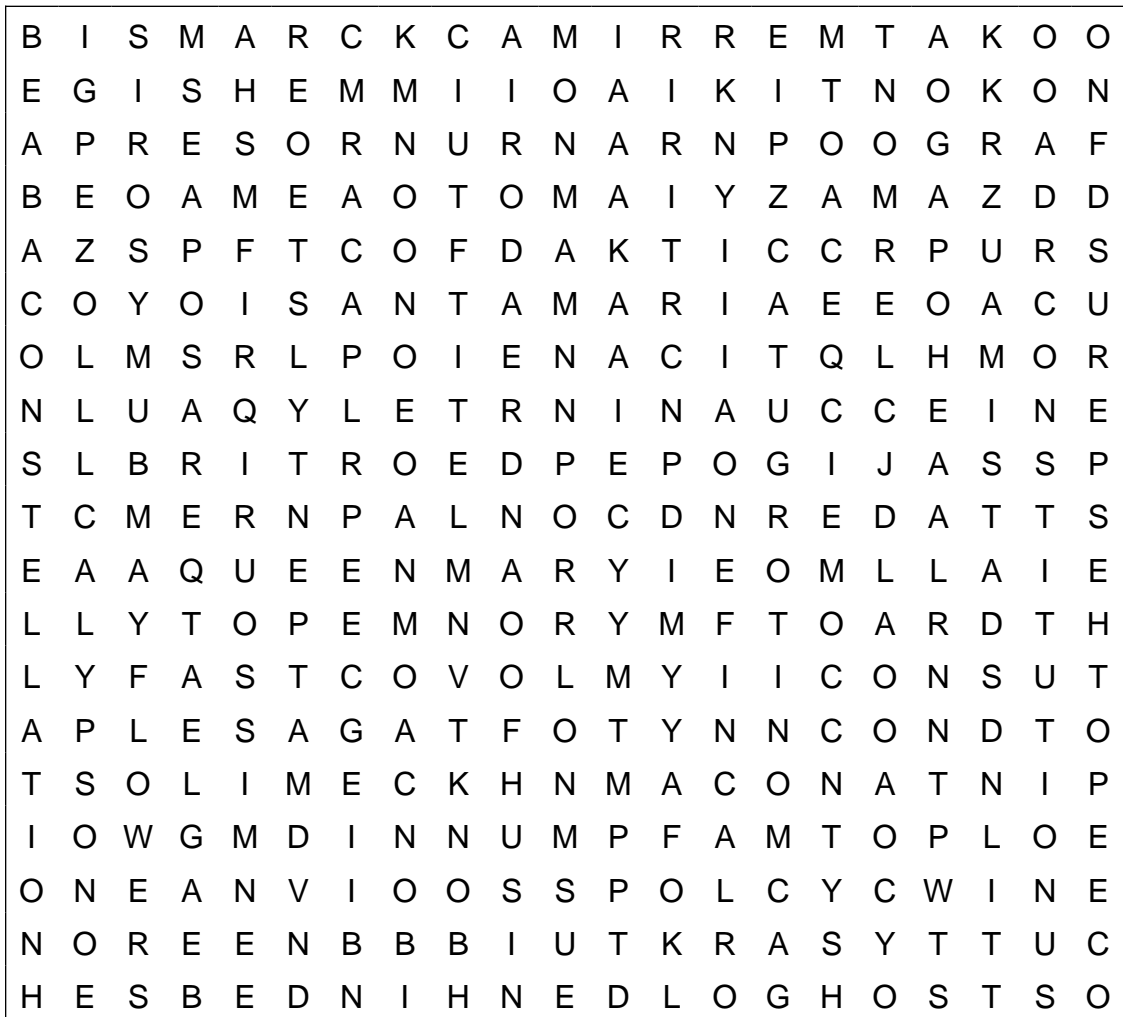 B I S M A R C K C A M I R R E M T A K O O
E G I S H E M M I I O A I K I T N O K O N
A P R E S O R N U R N A R N P O O G R A F
B E O A M E A O T O M A I Y Z A M A Z D D
A Z S P F T C O F D A K T I C C R P U R S
C O Y O I S A N T A M A R I A E E O A C U
O L M S R L P O I E N A C I T Q L H M O R
N L U A Q Y L E T R N I N A U C C E I N E
S L B R I T R O E D P E P O G I J A S S P
T C M E R N P A L N O C D N R E D A T T S
E A A Q U E E N M A R Y I E O M L L A I E
L L Y T O P E M N O R Y M F T O A R D T H
L Y F A S T C O V O L M Y I I C O N S U T
A P L E S A G A T F O T Y N N C O N D T O
T S O L I M E C K H N M A C O N A T N I P
I O W G M D I N N U M P F A M T O P L O E
O N E A N V I O O S S P O L C Y C W I N E
N O R E E N B B B I U T K R A S Y T T U C
H E S B E D N I H N E D L O G H O S T S O